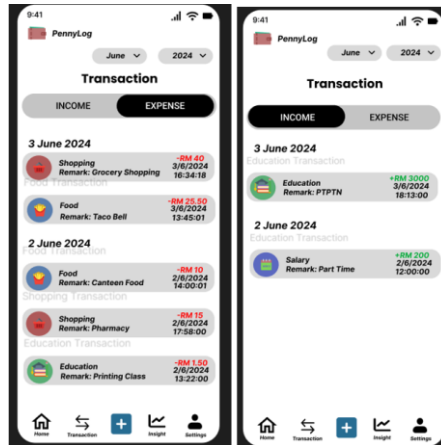 9:41
PennyLog
June
2024
Transaction
INCOME
EXPENSE
3 June 2024
Shopping
-RM 40
Remark: Grocery Shopping
3/6/2024
16:34:18
Food Transaction
Food
-RM 25.50
Remark: Taco Bell
3/6/2024
13:45:01
2 June 2024
Food Transaction
Food
-RM 10
Remark: Canteen Food
2/6/2024
14:00:01
Shopping Transaction
Shopping
-RM 15
Remark: Pharmacy
2/6/2024
17:58:00
Education Transaction
Education
-RM 1.50
Remark: Printing Class
2/6/2024
13:22:00
Home
Transaction
Insight
Settings
9:41
PennyLog
June
2024
Transaction
INCOME
EXPENSE
3 June 2024
Education Transaction
Education
+RM 3000
Remark: PTPTN
3/6/2024
18:13:00
2 June 2024
Education Transaction
Salary
+RM 200
Remark: Part Time
2/6/2024
12:00:00
Home
Transaction
Insight
Settings